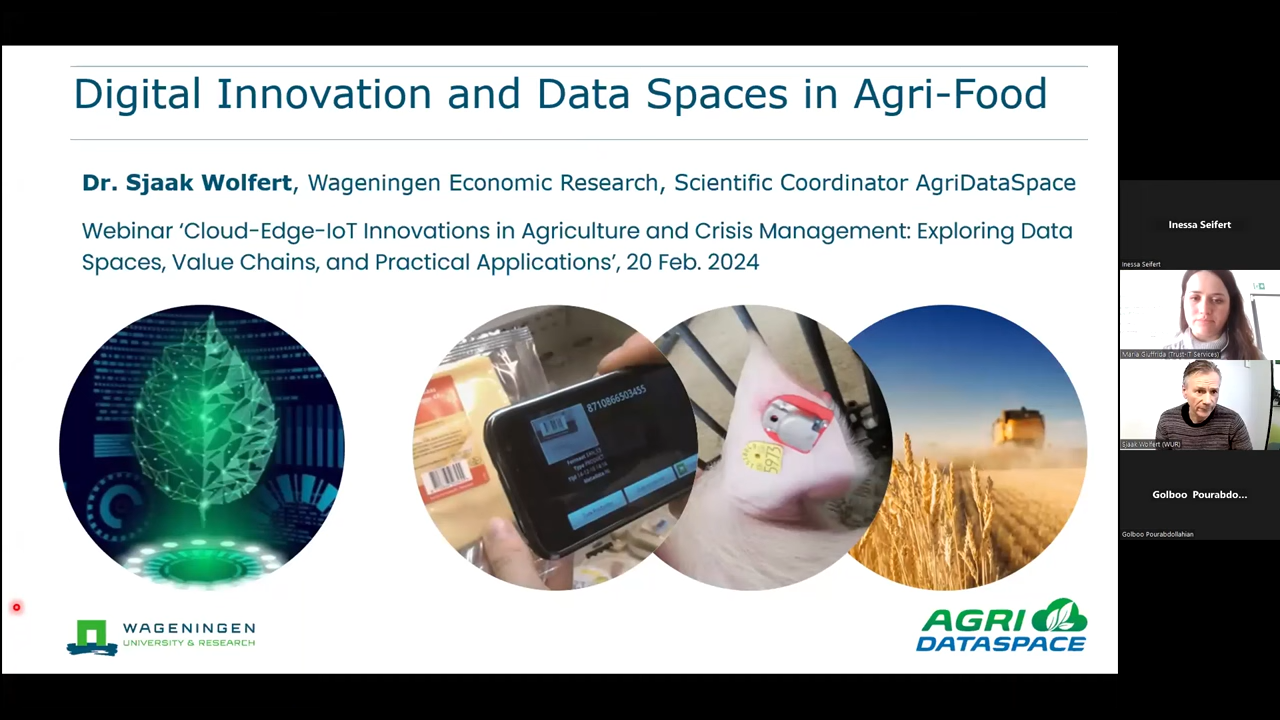 Digital Innovation and Data Spaces in Agri-Food
Dr. Sjaak Wolfert, Wageningen Economic Research, Scientific Coordinator AgriDataSpace
Webinar ‘Cloud-Edge-IoT Innovations in Agriculture and Crisis Management: Exploring Data
Spaces, Value Chains, and Practical Applications’, 20 Feb. 2024
8710866503455
WAGENINGEN
UNIVERSITY & RESEARCH
AGRI
DATASPACE
Inessa Seifert
Inessa Seifert
Maria Giuffrida (Trust-IT Services)
Sjaak Wolfert (WUR)
Golboo Pourabdo...
Golboo Pourabdollahian